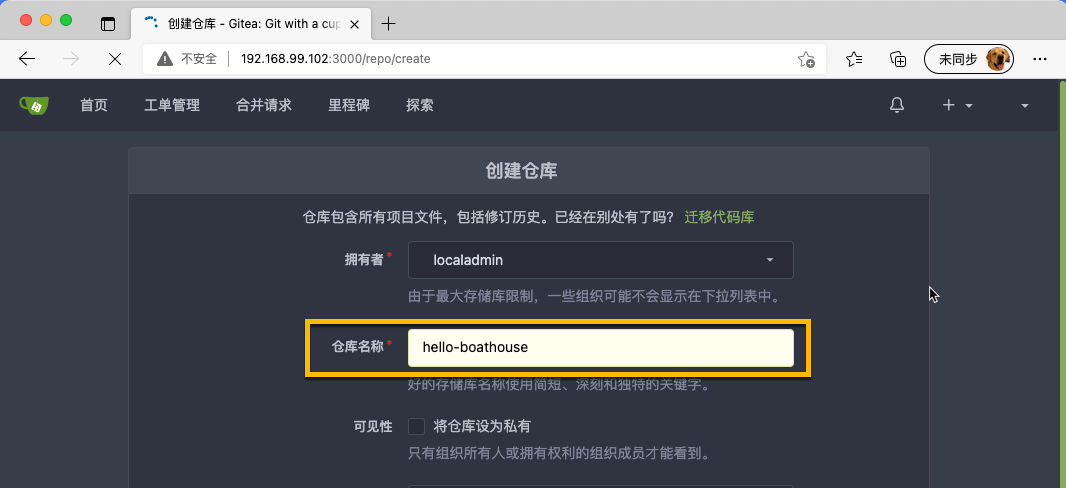 创建仓库 - Gitea: Git with a cup
不安全 192.168.99.102:3000/repo/create 未同步
首页 工单管理 合并请求 里程碑 探索
创建仓库
仓库包含所有项目文件，包括修订历史。已经在别处有了吗？ 迁移代码库
拥有者* localadmin
由于最大存储库限制，一些组织可能不会显示在下拉列表中。
仓库名称* hello-boathouse
好的存储库名称使用简短、深刻和独特的关键字。
可见性 将仓库设为私有
只有组织所有人或拥有权利的组织成员才能看到。